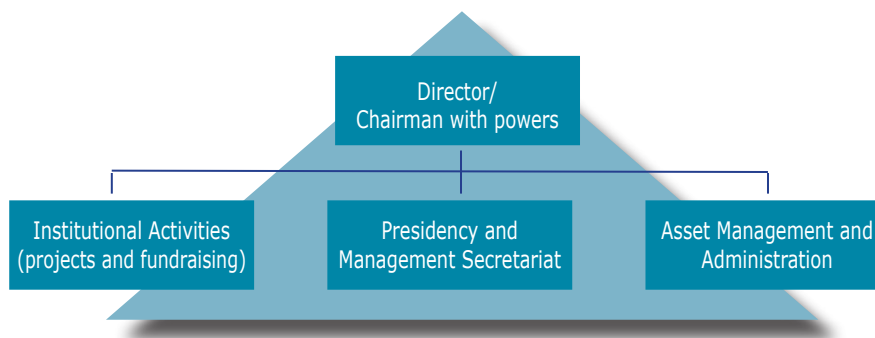 Director/
Chairman with powers
Institutional Activities
(projects and fundraising)
Presidency and
Management Secretariat
Asset Management and
Administration